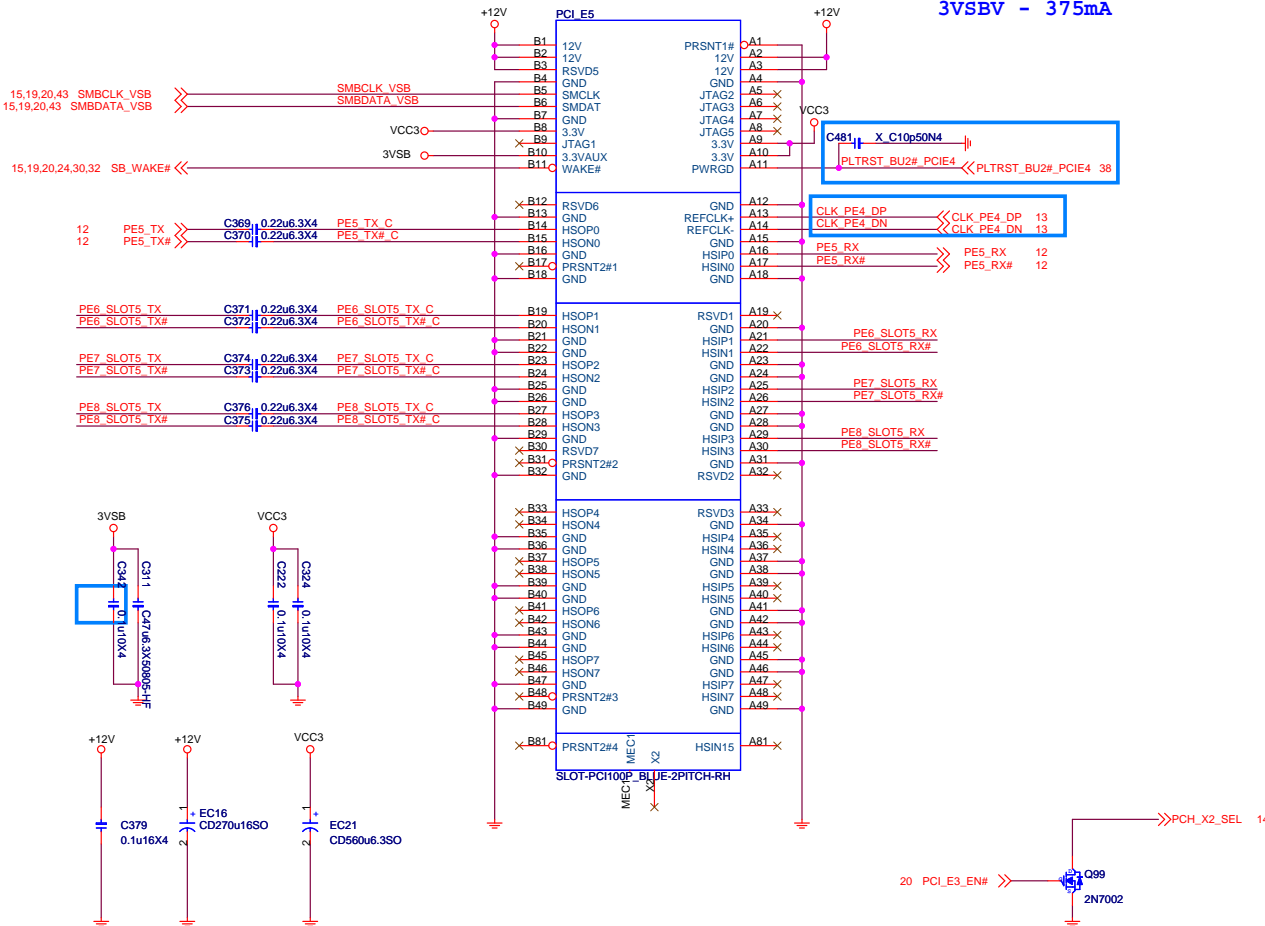 3VSBV - 375mA
+12V
PCI_E5
+12V
B1 12V PRSNT1# A1
B2 12V 12V A2
B3 RSVD5 12V A3
B4 GND GND A4
15,19,20,43 SMBCLK_VSB SMBCLK_VSB B5 SMCLK JTAG2 A5
15,19,20,43 SMBDATA_VSB SMBDATA_VSB B6 SMDAT JTAG3 A6
B7 GND JTAG4 A7
VCC3
VCC3 B8 3.3V JTAG5 A8
B9 JTAG1 3.3V A9 C481 X_C10p50N4
3VSB B10 3.3VAUX 3.3V A10
15,19,20,24,30,32 SB_WAKE# B11 WAKE# PWRGD A11 PLTRST_BU2#_PCIE4 PLTRST_BU2#_PCIE4 38
B12 RSVD6 GND A12
B13 GND REFCLK+ A13 CLK_PE4_DP CLK_PE4_DP 13
12 PE5_TX C369 0.22u6.3X4 PE5_TX_C B14 HSOP0 REFCLK- A14 CLK_PE4_DN CLK_PE4_DN 13
12 PE5_TX# C370 0.22u6.3X4 PE5_TX#_C B15 HSON0 GND A15
B16 GND HSIP0 A16 PE5_RX PE5_RX 12
B17 PRSNT2#1 HSIN0 A17 PE5_RX# PE5_RX# 12
B18 GND GND A18
PE6_SLOT5_TX C371 0.22u6.3X4 PE6_SLOT5_TX_C B19 HSOP1 RSVD1 A19
PE6_SLOT5_TX# C372 0.22u6.3X4 PE6_SLOT5_TX#_C B20 HSON1 GND A20
B21 GND HSIP1 A21 PE6_SLOT5_RX
B22 GND HSIN1 A22 PE6_SLOT5_RX#
PE7_SLOT5_TX C374 0.22u6.3X4 PE7_SLOT5_TX_C B23 HSOP2 GND A23
PE7_SLOT5_TX# C373 0.22u6.3X4 PE7_SLOT5_TX#_C B24 HSON2 GND A24
B25 GND HSIP2 A25 PE7_SLOT5_RX
B26 GND HSIN2 A26 PE7_SLOT5_RX#
PE8_SLOT5_TX C376 0.22u6.3X4 PE8_SLOT5_TX_C B27 HSOP3 GND A27
PE8_SLOT5_TX# C375 0.22u6.3X4 PE8_SLOT5_TX#_C B28 HSON3 GND A28
B29 GND HSIP3 A29 PE8_SLOT5_RX
B30 RSVD7 HSIN3 A30 PE8_SLOT5_RX#
B31 PRSNT2#2 GND A31
B32 GND RSVD2 A32
B33 HSOP4 RSVD3 A33
B34 HSON4 GND A34
B35 GND HSIP4 A35
B36 GND HSIN4 A36
B37 HSOP5 GND A37
B38 HSON5 GND A38
B39 GND HSIP5 A39
B40 GND HSIN5 A40
B41 HSOP6 GND A41
B42 HSON6 GND A42
B43 GND HSIP6 A43
B44 GND HSIN6 A44
B45 HSOP7 GND A45
B46 HSON7 GND A46
B47 GND HSIP7 A47
B48 PRSNT2#3 HSIN7 A48
B49 GND GND A49
B81 PRSNT2#4 HSIN15 A81
MEC1
X2
SLOT-PCI100P_BLUE-2PITCH-RH
MEC1
X2
3VSB
C342 0.1u10X4
C311 C47u6.3X50805-HF
VCC3
C222 0.1u10X4
C324 0.1u10X4
+12V
C379
0.1u16X4
+12V
1
+ EC16
CD270u16SO
2
VCC3
1
+
EC21
CD560u6.3SO
2
PCH_X2_SEL
20 PCI_E3_EN#
Q99
2N7002